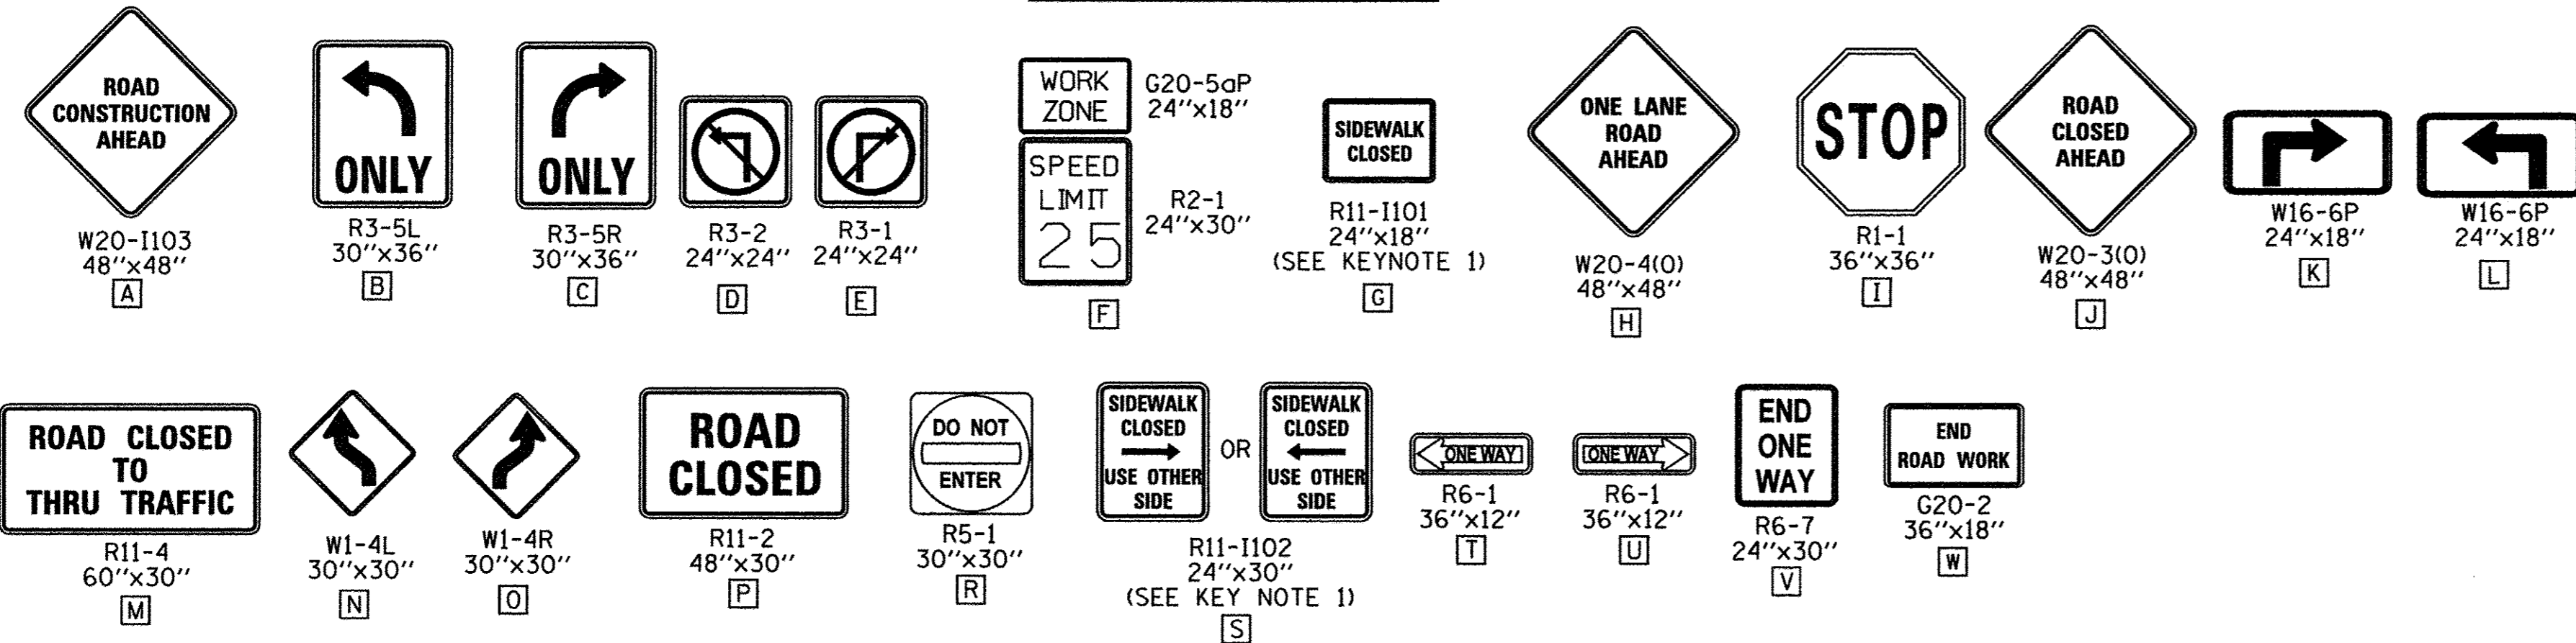 ROAD
CONSTRUCTION
AHEAD
W20-I103
48"x48"
A
ONLY
R3-5L
30"x36"
B
ONLY
R3-5R
30"x36"
C
R3-2
24"x24"
D
R3-1
24"x24"
E
WORK
ZONE
G20-5aP
24"x18"
SPEED
LIMIT
25
R2-1
24"x30"
F
SIDEWALK
CLOSED
R11-I101
24"x18"
(SEE KEYNOTE 1)
G
ONE LANE
ROAD
AHEAD
W20-4(O)
48"x48"
H
STOP
R1-1
36"x36"
I
ROAD
CLOSED
AHEAD
W20-3(O)
48"x48"
J
W16-6P
24"x18"
K
W16-6P
24"x18"
L
ROAD CLOSED
TO
THRU TRAFFIC
R11-4
60"x30"
M
W1-4L
30"x30"
N
W1-4R
30"x30"
O
ROAD
CLOSED
R11-2
48"x30"
P
DO NOT
ENTER
R5-1
30"x30"
R
SIDEWALK
CLOSED
USE OTHER
SIDE
OR
SIDEWALK
CLOSED
USE OTHER
SIDE
R11-I102
24"x30"
(SEE KEY NOTE 1)
S
ONE WAY
R6-1
36"x12"
T
ONE WAY
R6-1
36"x12"
U
END
ONE
WAY
R6-7
24"x30"
V
END
ROAD WORK
G20-2
36"x18"
W